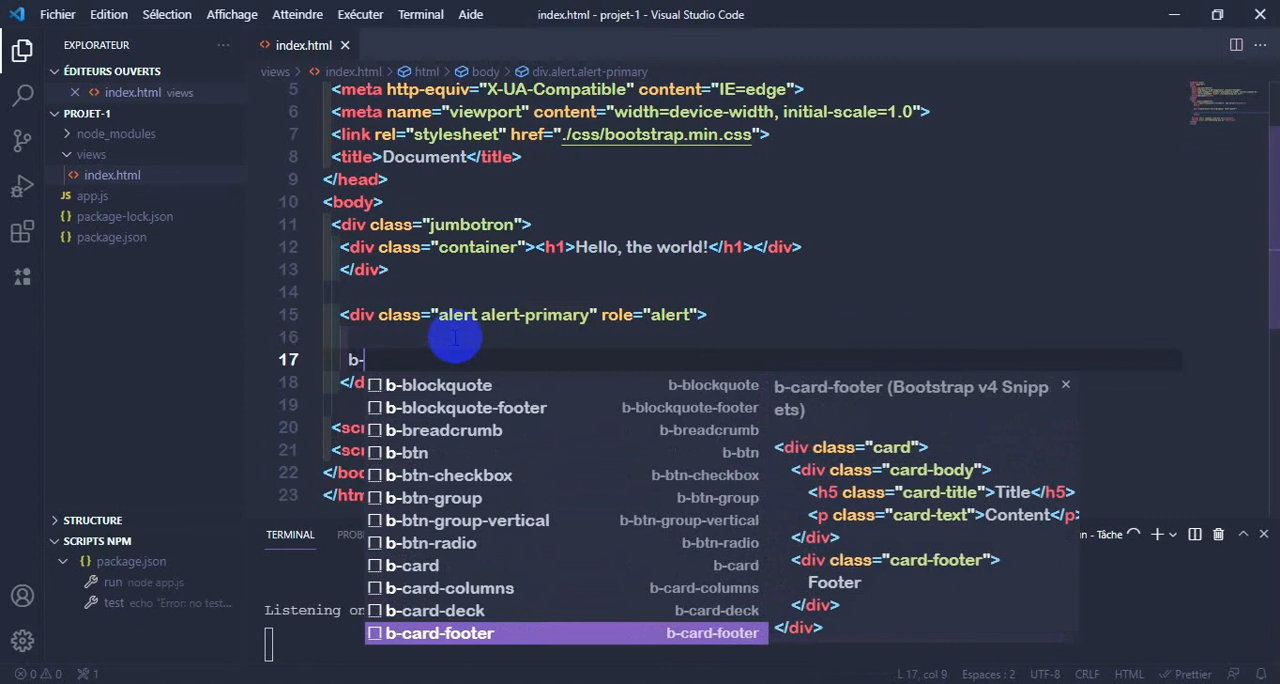 Fichier Edition Sélection Affichage Atteindre Exécuter Terminal Aide index.html - projet-1 - Visual Studio Code
EXPLORATEUR
index.html
ÉDITEURS OUVERTS
index.html views
PROJET-1
node_modules
views
index.html
JS app.js
{} package-lock.json
{} package.json
STRUCTURE
SCRIPTS NPM
{} package.json
run node app.js
test echo "Error: no test...
views > index.html > html > body > div.alert.alert-primary
5 <meta http-equiv="X-UA-Compatible" content="IE=edge">
6 <meta name="viewport" content="width=device-width, initial-scale=1.0">
7 <link rel="stylesheet" href="./css/bootstrap.min.css">
8 <title>Document</title>
9 </head>
10 <body>
11 <div class="jumbotron">
12 <div class="container"><h1>Hello, the world!</h1></div>
13 </div>
14
15 <div class="alert alert-primary" role="alert">
16
17 b-
18 </d
19
20 <sc
21 <sc
22 </bo
23 </htm
b-blockquote b-blockquote
b-blockquote-footer b-blockquote-footer
b-breadcrumb b-breadcrumb
b-btn b-btn
b-btn-checkbox b-btn-checkbox
b-btn-group b-btn-group
b-btn-group-vertical b-btn-group-vertical
b-btn-radio b-btn-radio
b-card b-card
b-card-columns b-card-columns
b-card-deck b-card-deck
b-card-footer b-card-footer
b-card-footer (Bootstrap v4 Snipp
ets)
<div class="card">
<div class="card-body">
<h5 class="card-title">Title</h5>
<p class="card-text">Content</p>
</div>
<div class="card-footer">
Footer
</div>
</div>
TERMINAL PROB
n - Tâche
Listening on
0 0 1 L 17, col 9 Espaces : 2 UTF-8 CRLF HTML Prettier